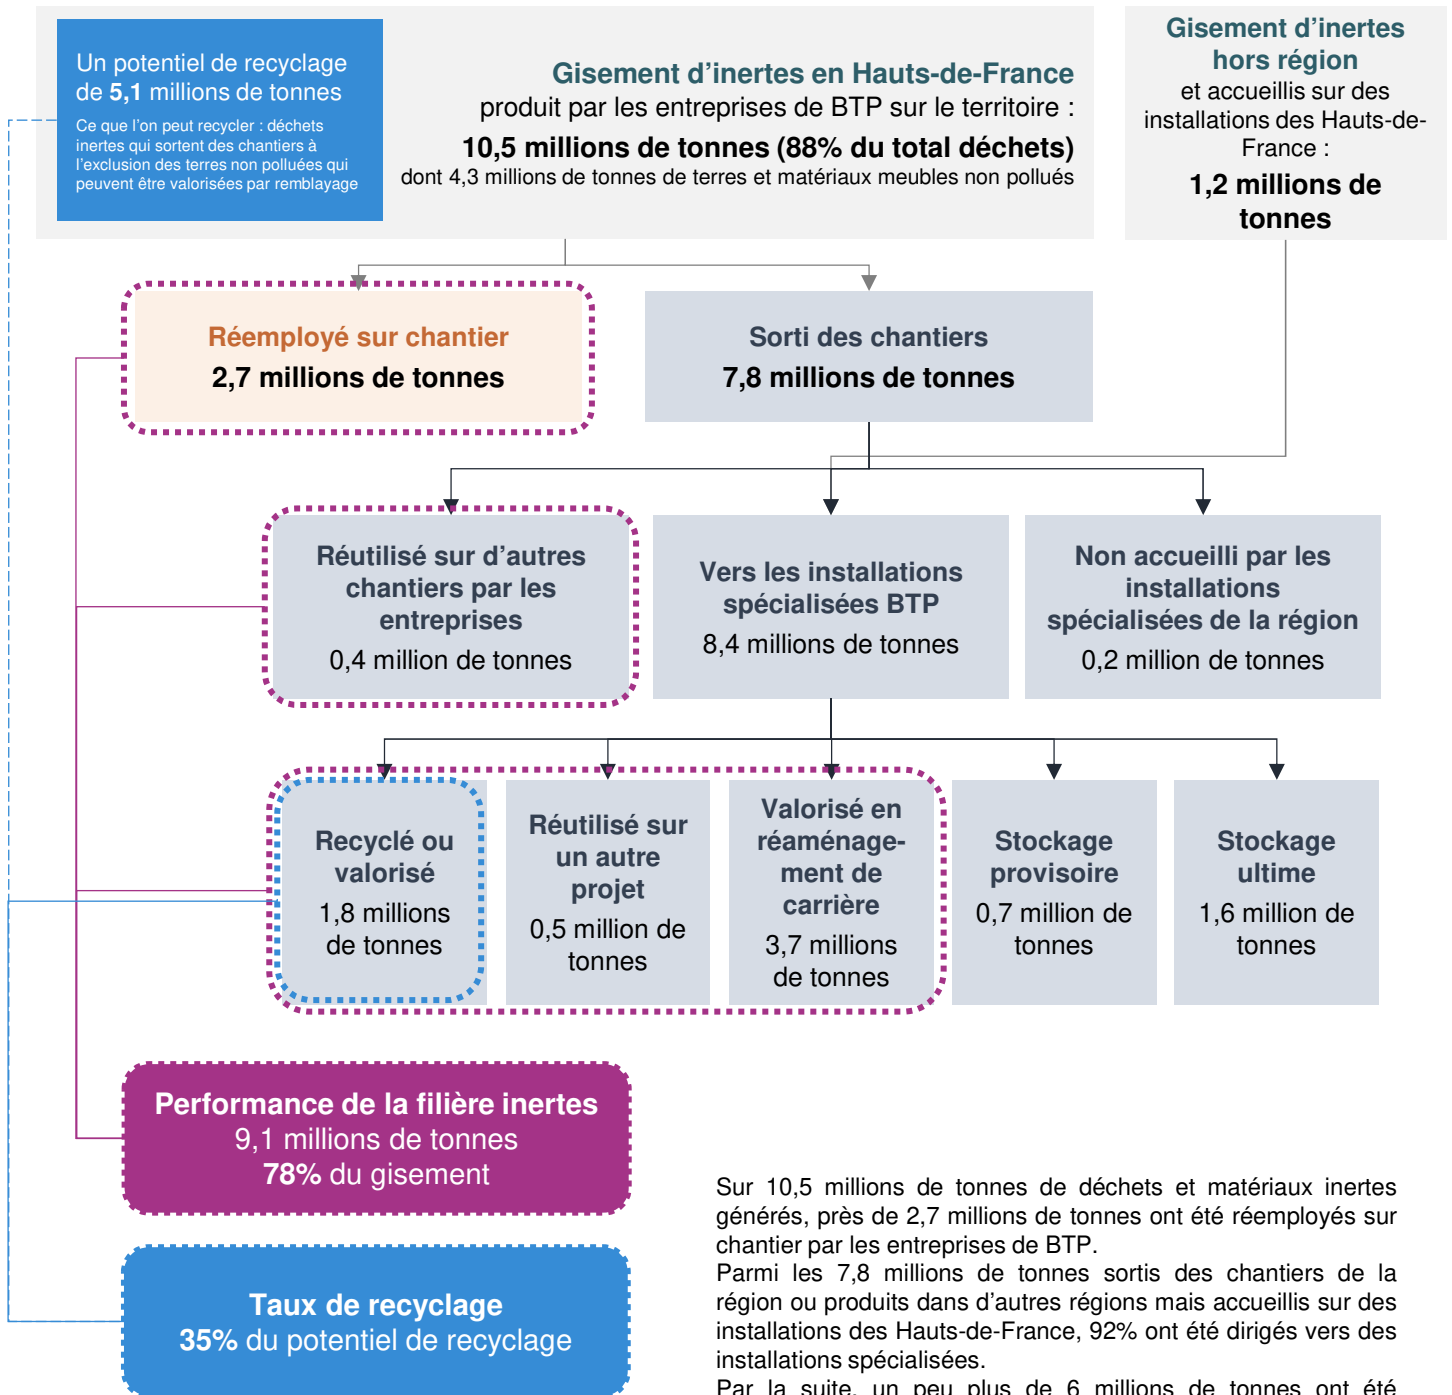 Un potentiel de recyclage
de 5,1 millions de tonnes
Ce que l’on peut recycler : déchets
inertes qui sortent des chantiers à
l’exclusion des terres non polluées qui
peuvent être valorisées par remblayage
Gisement d’inertes en Hauts-de-France
produit par les entreprises de BTP sur le territoire :
10,5 millions de tonnes (88% du total déchets)
dont 4,3 millions de tonnes de terres et matériaux meubles non pollués
Gisement d’inertes
hors région
et accueillis sur des
installations des Hauts-de-
France :
1,2 millions de
tonnes
Réemployé sur chantier
2,7 millions de tonnes
Sorti des chantiers
7,8 millions de tonnes
Réutilisé sur d’autres
chantiers par les
entreprises
0,4 million de tonnes
Vers les installations
spécialisées BTP
8,4 millions de tonnes
Non accueilli par les
installations
spécialisées de la région
0,2 million de tonnes
Recyclé ou
valorisé
1,8 millions
de tonnes
Réutilisé sur
un autre
projet
0,5 million de
tonnes
Valorisé en
réaménage-
ment de
carrière
3,7 millions
de tonnes
Stockage
provisoire
0,7 million de
tonnes
Stockage
ultime
1,6 million de
tonnes
Performance de la filière inertes
9,1 millions de tonnes
78% du gisement
Taux de recyclage
35% du potentiel de recyclage
Sur 10,5 millions de tonnes de déchets et matériaux inertes
générés, près de 2,7 millions de tonnes ont été réemployés sur
chantier par les entreprises de BTP.
Parmi les 7,8 millions de tonnes sortis des chantiers de la
région ou produits dans d’autres régions mais accueillis sur des
installations des Hauts-de-France, 92% ont été dirigés vers des
installations spécialisées.
Par la suite, un peu plus de 6 millions de tonnes ont été